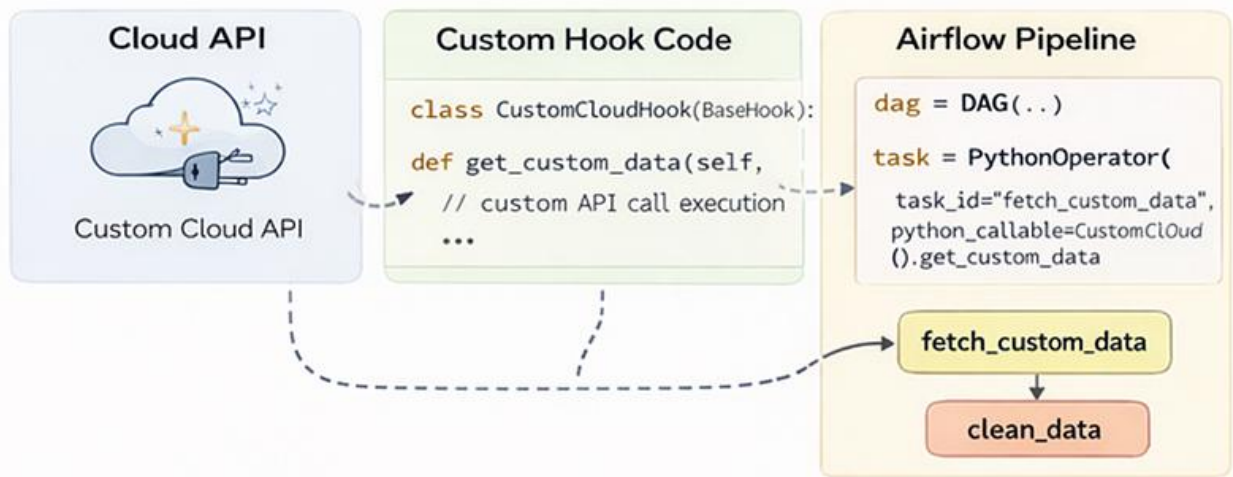 Cloud API
Custom Cloud API
Custom Hook Code
class CustomCloudHook(BaseHook):
def get_custom_data(self,
// custom API call execution
...
Airflow Pipeline
dag = DAG(..)
task = PythonOperator(
task_id="fetch_custom_data",
python_callable=CustomClOud
().get_custom_data
fetch_custom_data
clean_data